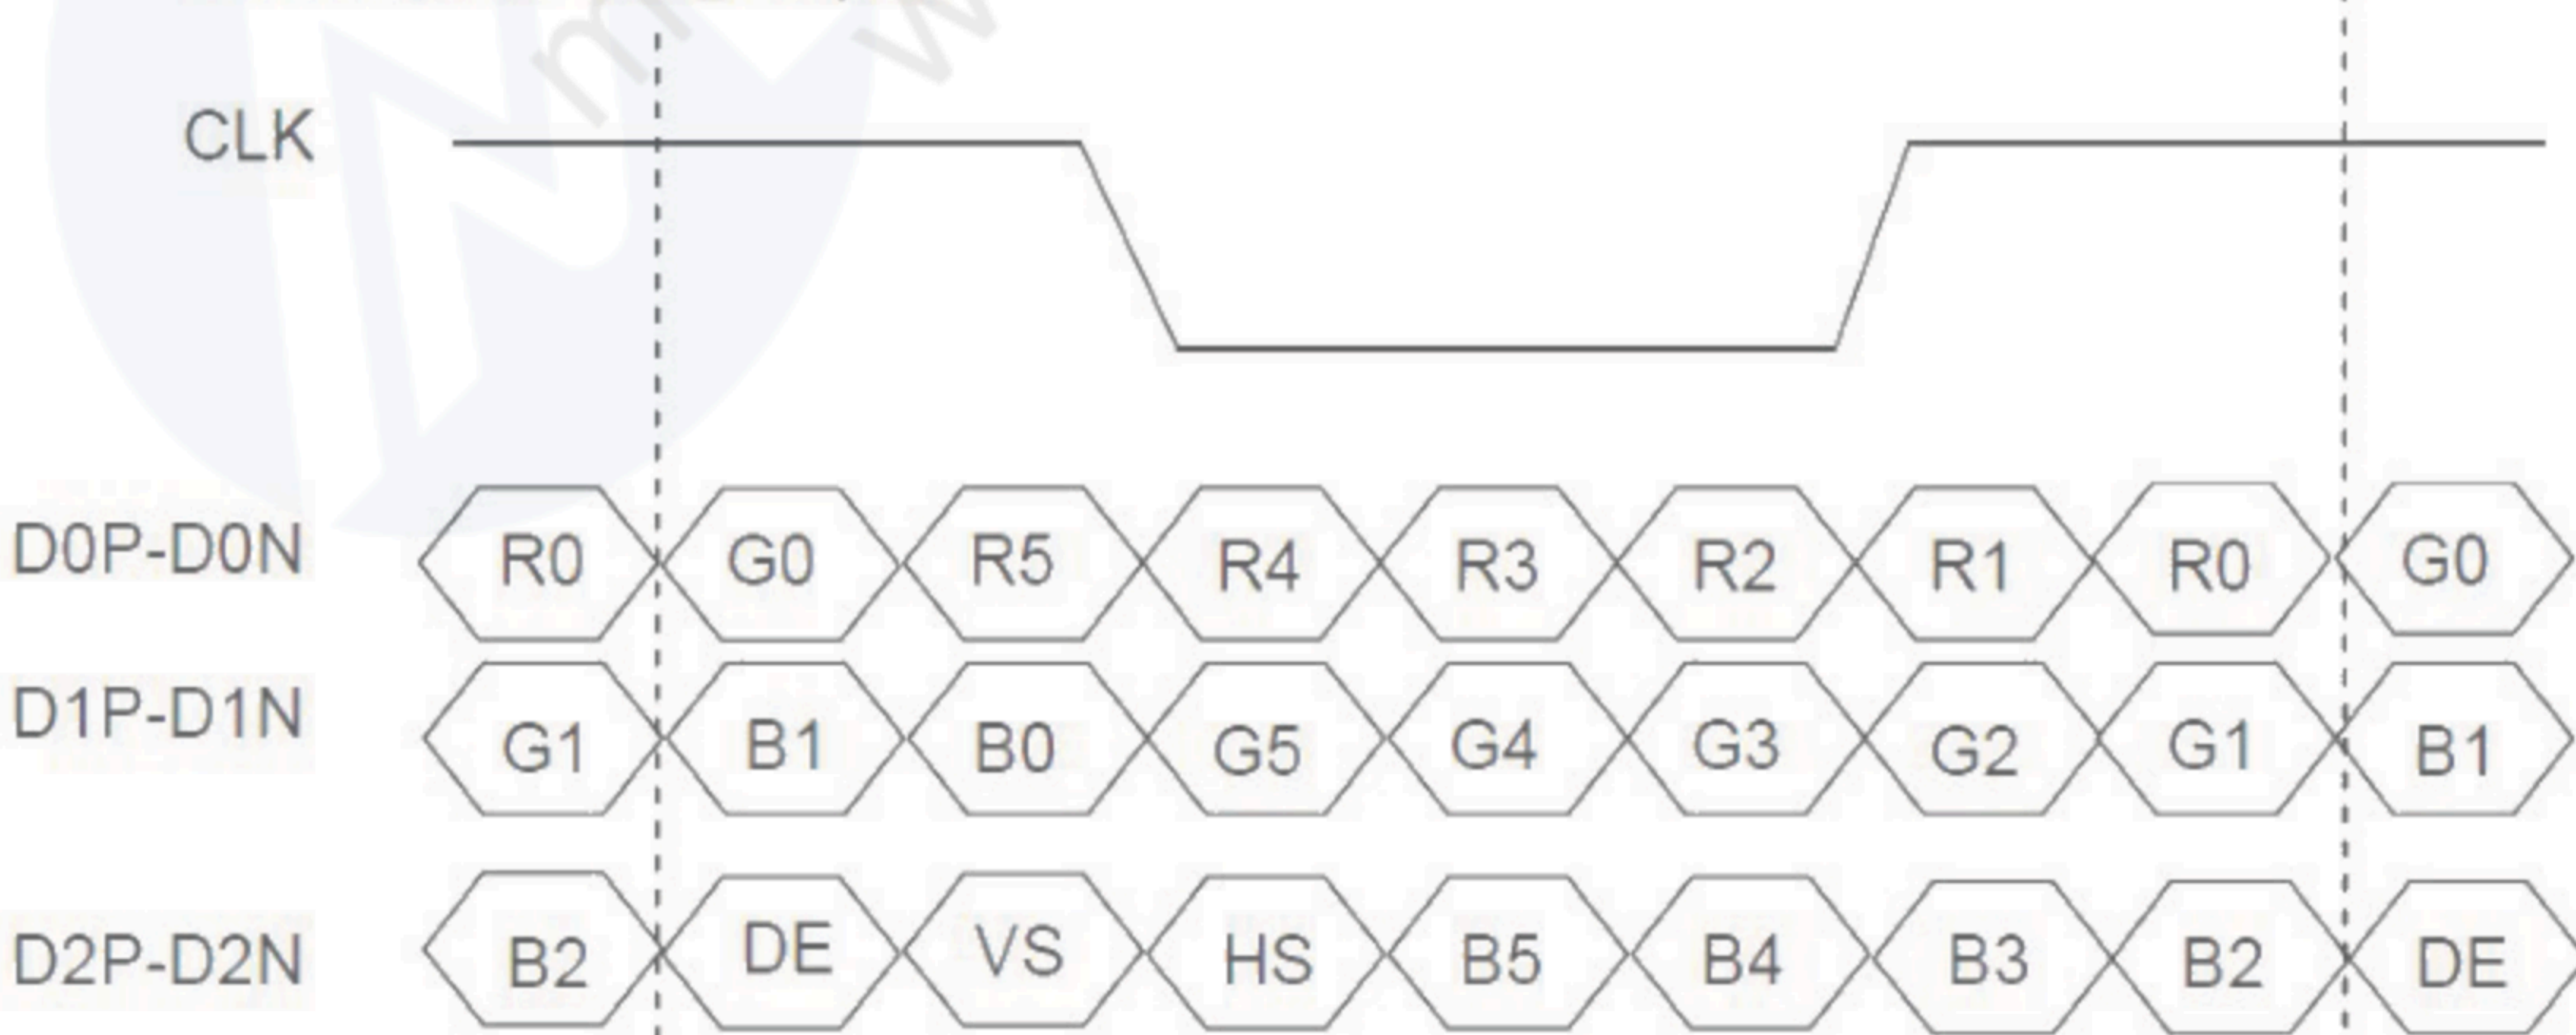 CLK
D0P-D0N R0 G0 R5 R4 R3 R2 R1 R0 G0
D1P-D1N G1 B1 B0 G5 G4 G3 G2 G1 B1
D2P-D2N B2 DE VS HS B5 B4 B3 B2 DE